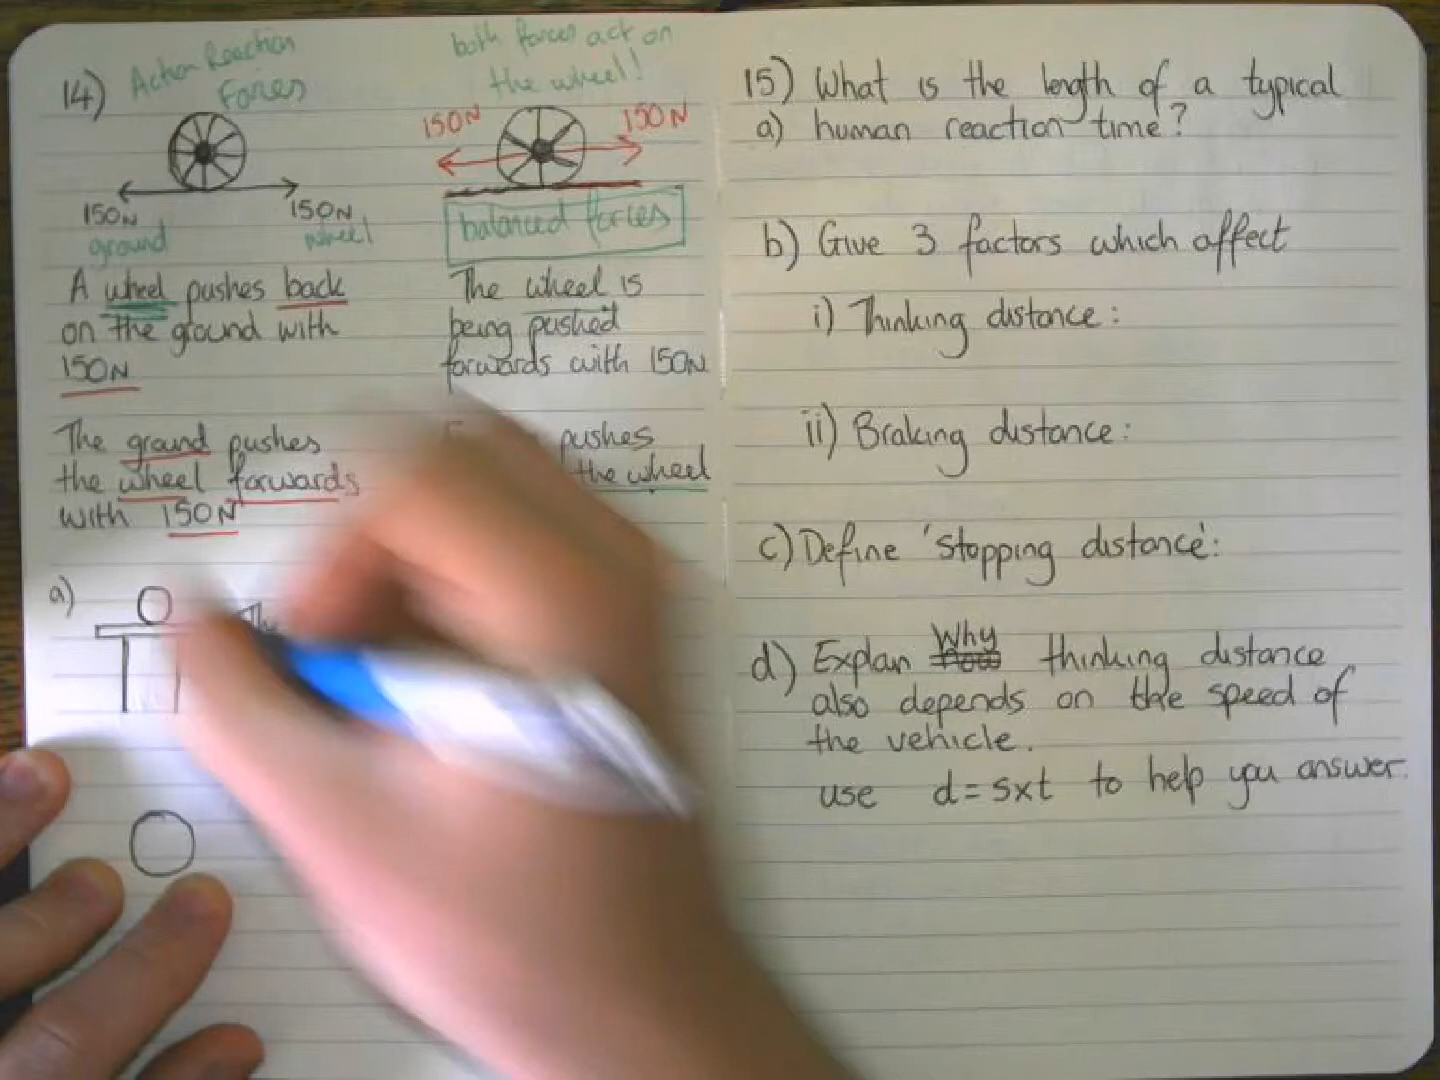 14) Action Reaction
Forces
150N
ground
150N
wheel
A wheel pushes back
on the ground with
150N
The ground pushes
the wheel forwards
with 150N
a)
The
both forces act on
the wheel!
150N
150N
balanced forces
The wheel is
being pushed
forwards with 150N
pushes
the wheel
15) What is the length of a typical
a) human reaction time?
b) Give 3 factors which affect
i) Thinking distance:
ii) Braking distance:
c) Define 'stopping distance':
d) Explan Why thinking distance
also depends on the speed of
the vehicle.
use d=sxt to help you answer.